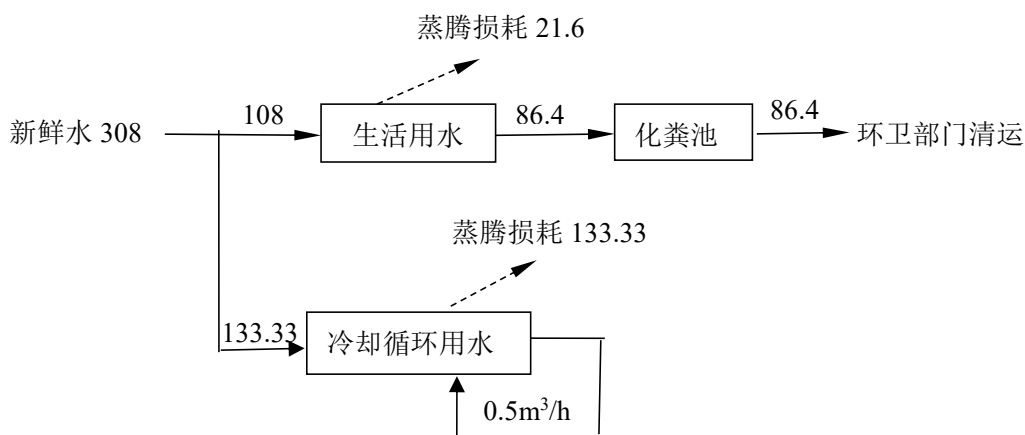 蒸腾损耗 21.6
新鲜水 308
108
生活用水
86.4
化粪池
86.4
环卫部门清运
蒸腾损耗 133.33
133.33
冷却循环用水
0.5m³/h